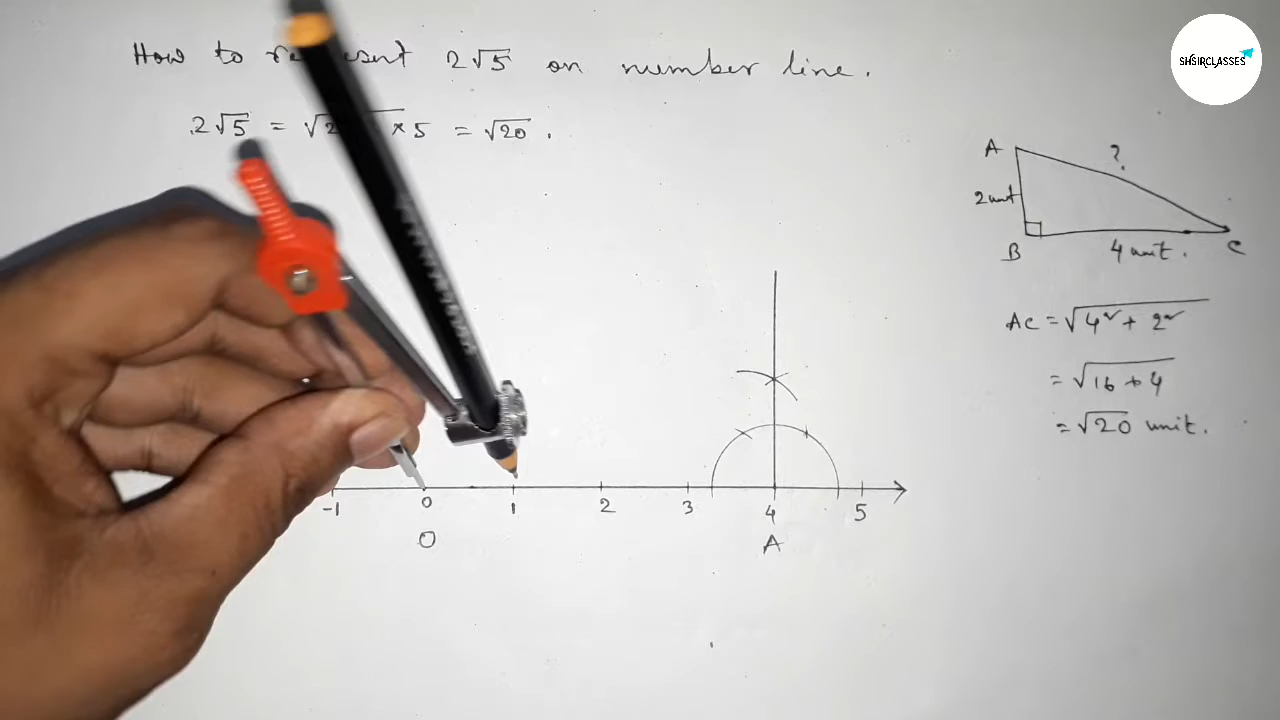 How to on number line.
2√5
.2√5 = × 5 = √20 .
SHSIRCLASSES
A ?
2 unit
B 4 unit. C
AC = √4² + 2²
= √16 + 4
= √20 unit.
-1 0 1 2 3 4 5
O A